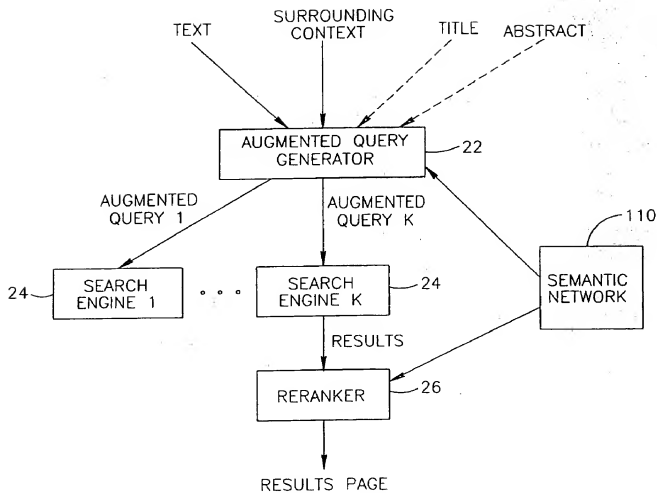 TEXT
SURROUNDING
CONTEXT
TITLE
ABSTRACT
AUGMENTED QUERY
GENERATOR
22
AUGMENTED
QUERY 1
AUGMENTED
QUERY K
110
24
SEARCH
ENGINE 1
SEARCH
ENGINE K
24
SEMANTIC
NETWORK
RESULTS
RERANKER
26
RESULTS PAGE